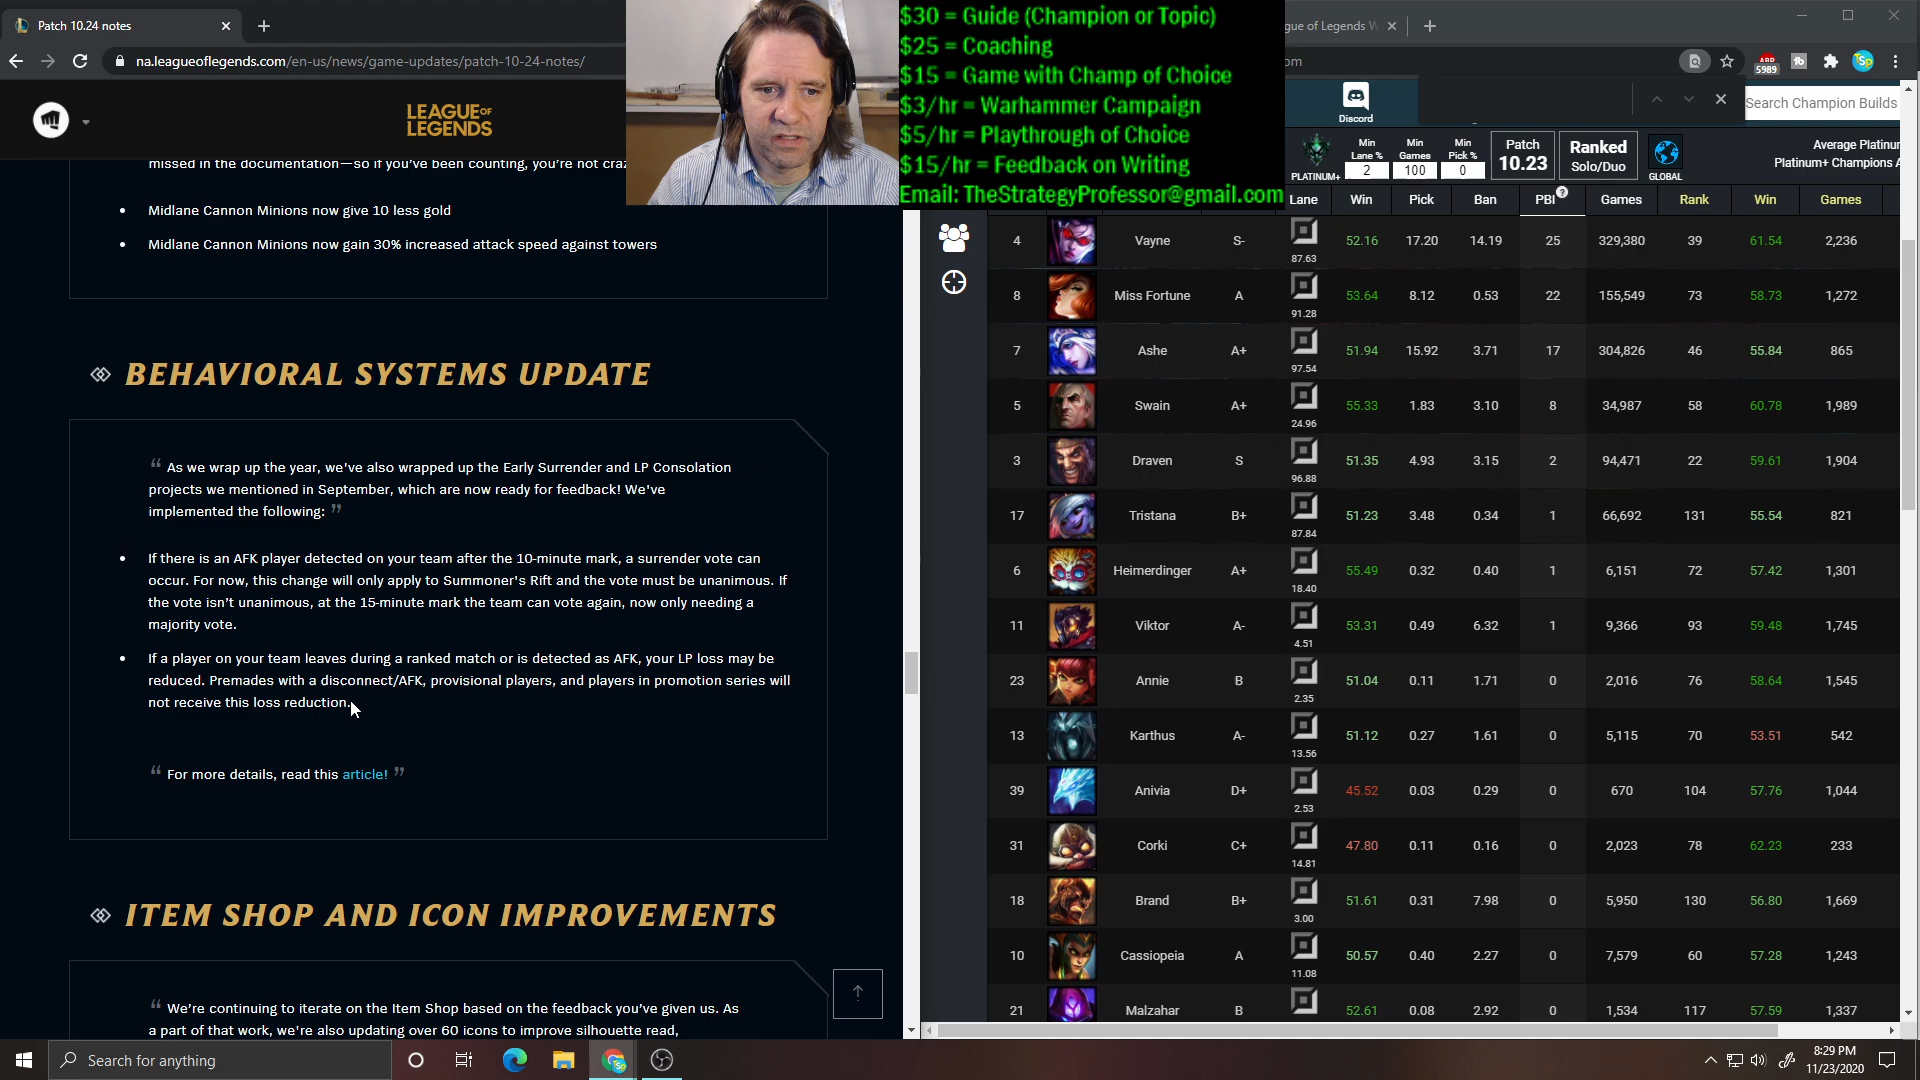 Patch 10.24 notes
na.leagueoflegends.com/en-us/news/game-updates/patch-10-24-notes/
LEAGUE OF
LEGENDS
missed in the documentation—so if you've been counting, you're not craz
Midlane Cannon Minions now give 10 less gold
Midlane Cannon Minions now gain 30% increased attack speed against towers
BEHAVIORAL SYSTEMS UPDATE
“ As we wrap up the year, we've also wrapped up the Early Surrender and LP Consolation
projects we mentioned in September, which are now ready for feedback! We've
implemented the following: ”
If there is an AFK player detected on your team after the 10-minute mark, a surrender vote can
occur. For now, this change will only apply to Summoner's Rift and the vote must be unanimous. If
the vote isn't unanimous, at the 15-minute mark the team can vote again, now only needing a
majority vote.
If a player on your team leaves during a ranked match or is detected as AFK, your LP loss may be
reduced. Premades with a disconnect/AFK, provisional players, and players in promotion series will
not receive this loss reduction.
“ For more details, read this article! ”
ITEM SHOP AND ICON IMPROVEMENTS
“ We're continuing to iterate on the Item Shop based on the feedback you've given us. As
a part of that work, we're also updating over 60 icons to improve silhouette read,
$30 = Guide (Champion or Topic)
$25 = Coaching
$15 = Game with Champ of Choice
$3/hr = Warhammer Campaign
$5/hr = Playthrough of Choice
$15/hr = Feedback on Writing
Email: TheStrategyProfessor@gmail.com
gue of Legends W
om
ABP
5989
Discord
Search Champion Builds
PLATINUM+
Min Lane % 2
Min Games 100
Min Pick % 0
Patch 10.23
Ranked Solo/Duo
GLOBAL
Average Platinum
Platinum+ Champions A
Lane Win Pick Ban PBI ? Games Rank Win Games
4 Vayne S- 87.63 52.16 17.20 14.19 25 329,380 39 61.54 2,236
8 Miss Fortune A 91.28 53.64 8.12 0.53 22 155,549 73 58.73 1,272
7 Ashe A+ 97.54 51.94 15.92 3.71 17 304,826 46 55.84 865
5 Swain A+ 24.96 55.33 1.83 3.10 8 34,987 58 60.78 1,989
3 Draven S 96.88 51.35 4.93 3.15 2 94,471 22 59.61 1,904
17 Tristana B+ 87.84 51.23 3.48 0.34 1 66,692 131 55.54 821
6 Heimerdinger A+ 18.40 55.49 0.32 0.40 1 6,151 72 57.42 1,301
11 Viktor A- 4.51 53.31 0.49 6.32 1 9,366 93 59.48 1,745
23 Annie B 2.35 51.04 0.11 1.71 0 2,016 76 58.64 1,545
13 Karthus A- 13.56 51.12 0.27 1.61 0 5,115 70 53.51 542
39 Anivia D+ 2.53 45.52 0.03 0.29 0 670 104 57.76 1,044
31 Corki C+ 14.81 47.80 0.11 0.16 0 2,023 78 62.23 233
18 Brand B+ 3.00 51.61 0.31 7.98 0 5,950 130 56.80 1,669
10 Cassiopeia A 11.08 50.57 0.40 2.27 0 7,579 60 57.28 1,243
21 Malzahar B 52.61 0.08 2.92 0 1,534 117 57.59 1,337
Search for anything
8:29 PM
11/23/2020